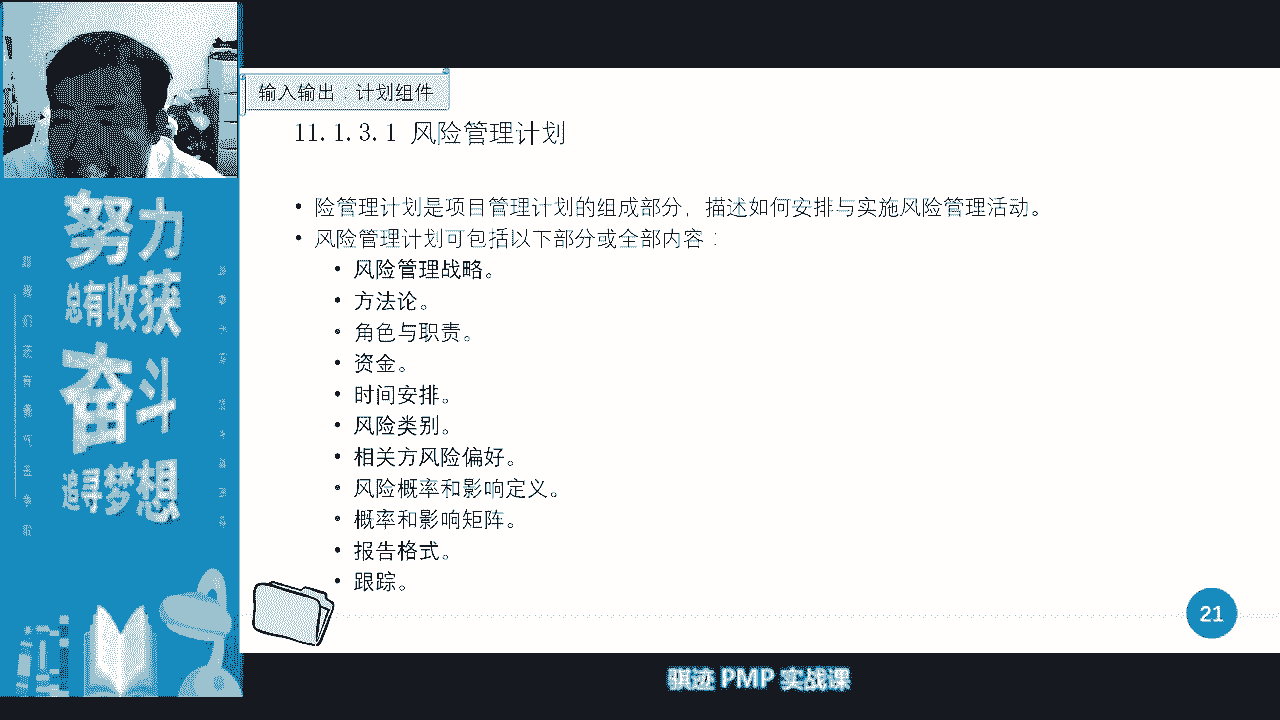 输入输出：计划组件
11.1.3.1 风险管理计划
• 险管理计划是项目管理计划的组成部分，描述如何安排与实施风险管理活动。
• 风险管理计划可包括以下部分或全部内容：
• 风险管理战略。
• 方法论。
• 角色与职责。
• 资金。
• 时间安排。
• 风险类别。
• 相关方风险偏好。
• 风险概率和影响定义。
• 概率和影响矩阵。
• 报告格式。
• 跟踪。
21
努力
总有收获
奋斗
追寻梦想
骐迹 PMP 实战课